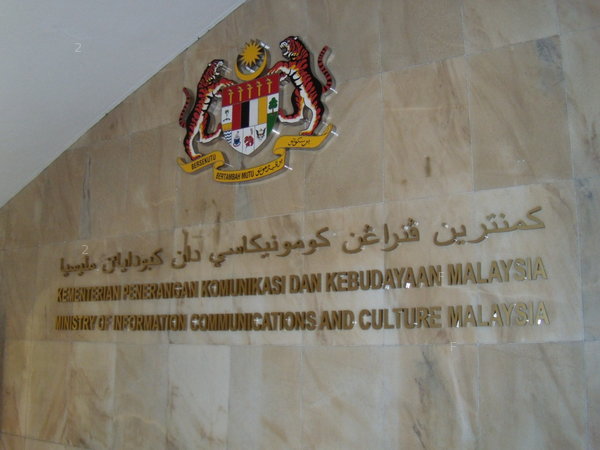 BERSEKUTU
BERTAMBAH MUTU
كمنترين ڤنراڠن كومونيكاسي دان كبودايأن مليسيا
KEMENTERIAN PENERANGAN KOMUNIKASI DAN KEBUDAYAAN MALAYSIA
MINISTRY OF INFORMATION COMMUNICATIONS AND CULTURE MALAYSIA